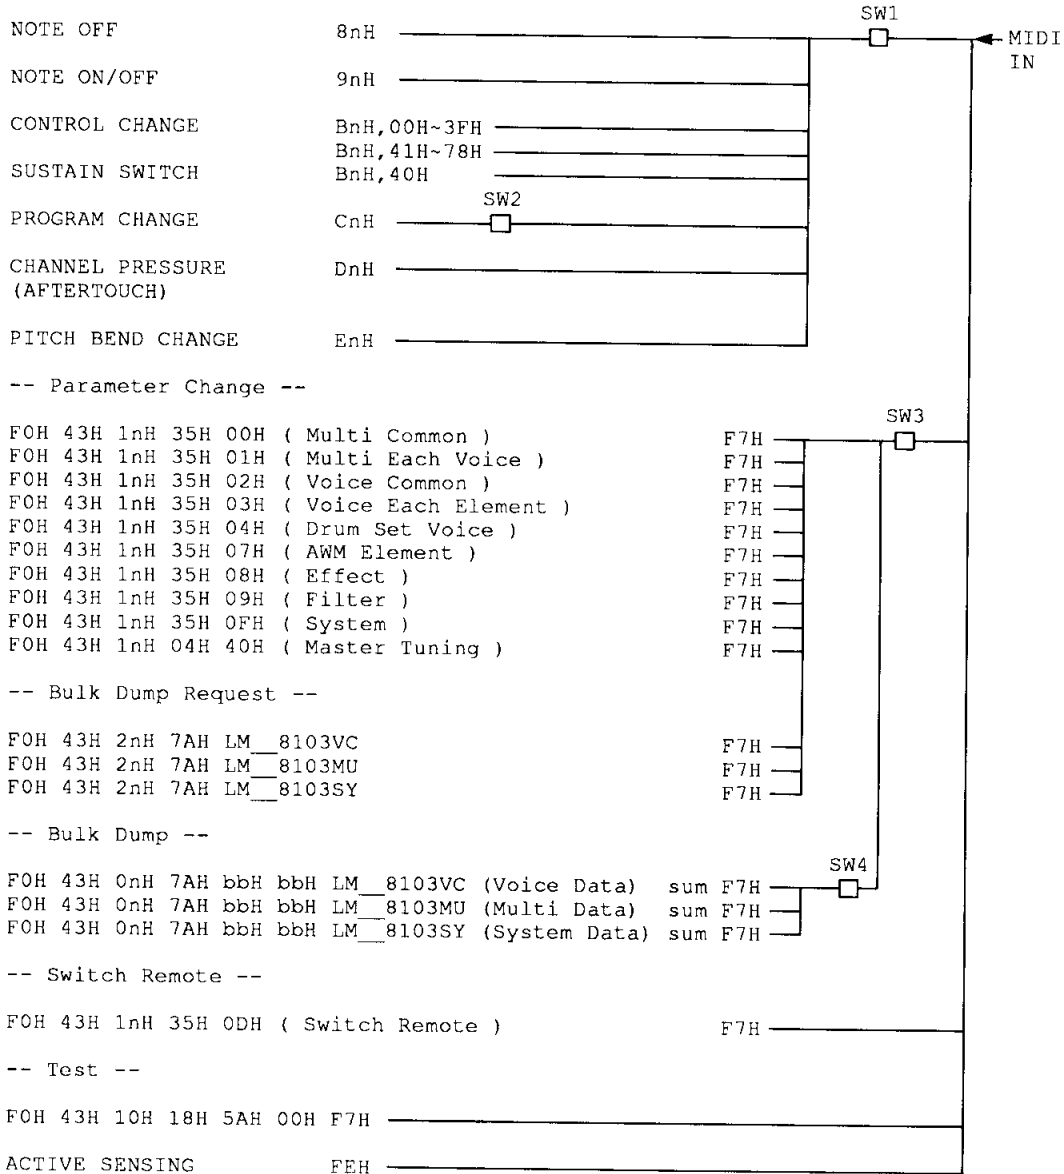 SW1
NOTE OFF 8nH MIDI
IN
NOTE ON/OFF 9nH
CONTROL CHANGE BnH,00H~3FH
BnH,41H~78H
SUSTAIN SWITCH BnH,40H
SW2
PROGRAM CHANGE CnH
CHANNEL PRESSURE DnH
(AFTERTOUCH)
PITCH BEND CHANGE EnH
-- Parameter Change --
SW3
F0H 43H 1nH 35H 00H ( Multi Common ) F7H
F0H 43H 1nH 35H 01H ( Multi Each Voice ) F7H
F0H 43H 1nH 35H 02H ( Voice Common ) F7H
F0H 43H 1nH 35H 03H ( Voice Each Element ) F7H
F0H 43H 1nH 35H 04H ( Drum Set Voice ) F7H
F0H 43H 1nH 35H 07H ( AWM Element ) F7H
F0H 43H 1nH 35H 08H ( Effect ) F7H
F0H 43H 1nH 35H 09H ( Filter ) F7H
F0H 43H 1nH 35H 0FH ( System ) F7H
F0H 43H 1nH 04H 40H ( Master Tuning ) F7H
-- Bulk Dump Request --
F0H 43H 2nH 7AH LM__8103VC F7H
F0H 43H 2nH 7AH LM__8103MU F7H
F0H 43H 2nH 7AH LM__8103SY F7H
-- Bulk Dump --
SW4
F0H 43H 0nH 7AH bbH bbH LM__8103VC (Voice Data) sum F7H
F0H 43H 0nH 7AH bbH bbH LM__8103MU (Multi Data) sum F7H
F0H 43H 0nH 7AH bbH bbH LM__8103SY (System Data) sum F7H
-- Switch Remote --
F0H 43H 1nH 35H 0DH ( Switch Remote ) F7H
-- Test --
F0H 43H 10H 18H 5AH 00H F7H
ACTIVE SENSING FEH